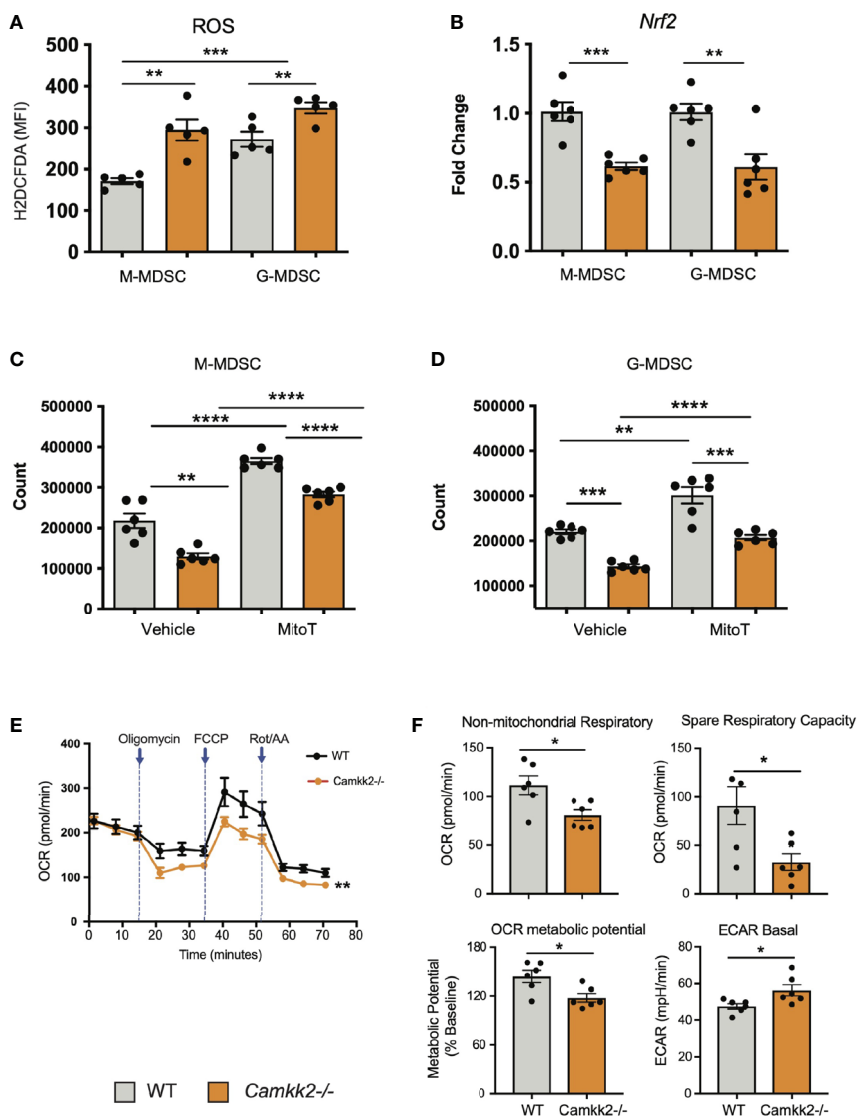 A
ROS
***
**
**
500
400
300
200
100
0
H2DCFDA (MFI)
M-MDSC
G-MDSC
B
Nrf2
***
**
1.5
1.0
0.5
0.0
Fold Change
M-MDSC
G-MDSC
C
M-MDSC
****
****
****
**
500000
400000
300000
200000
100000
0
Count
Vehicle
MitoT
D
G-MDSC
****
**
***
***
500000
400000
300000
200000
100000
Count
Vehicle
MitoT
E
Oligomycin
FCCP
Rot/AA
WT
Camkk2-/-
400
300
200
100
0
OCR (pmol/min)
**
0 10 20 30 40 50 60 70 80
Time (minutes)
F
Non-mitochondrial Respiratory
*
150
100
50
0
OCR (pmol/min)
Spare Respiratory Capacity
*
150
100
50
0
OCR (pmol/min)
OCR metabolic potential
*
180
150
120
0
Metabolic Potential
(% Baseline)
WT
Camkk2-/-
ECAR Basal
*
80
60
40
0
ECAR (mpH/min)
WT
Camkk2-/-
WT
Camkk2-/-